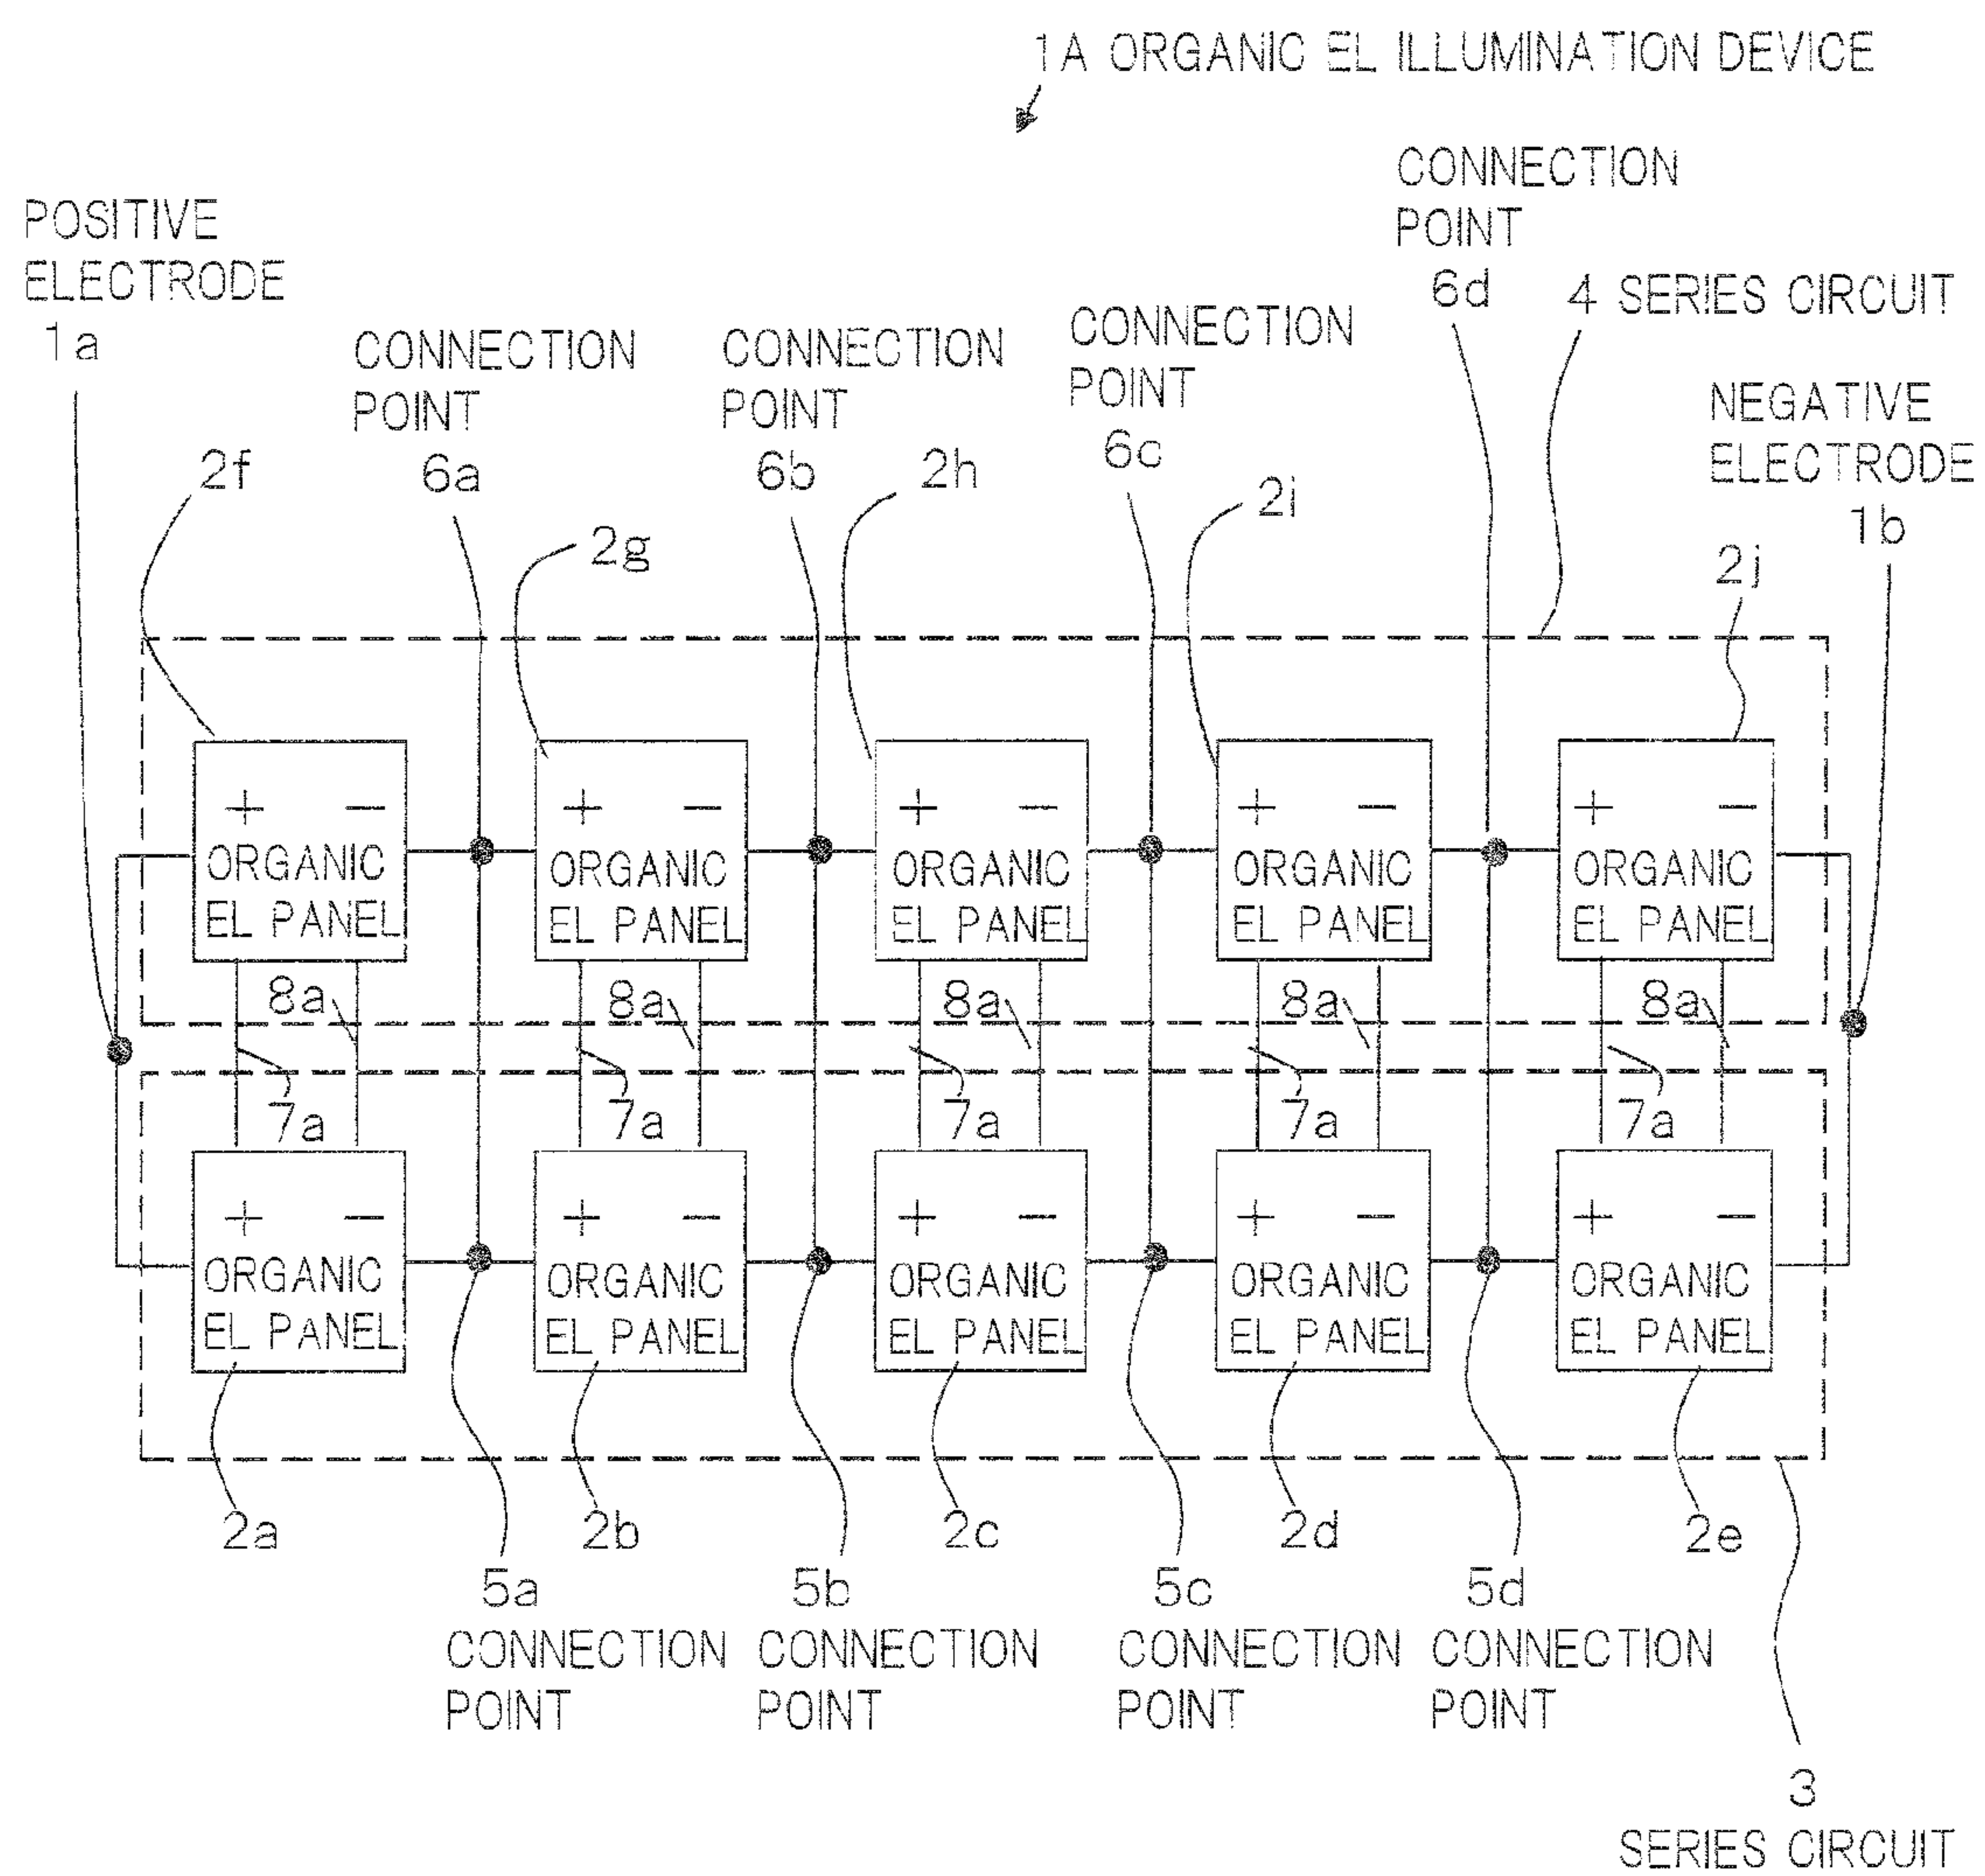 1A ORGANIC EL ILLUMINATION DEVICE
CONNECTION
POINT
6d
4 SERIES CIRCUIT
POSITIVE
ELECTRODE
1a
CONNECTION
POINT
6a
CONNECTION
POINT
6b
CONNECTION
POINT
6c
NEGATIVE
ELECTRODE
1b
2f
2g
2h
2i
2j
+ −
ORGANIC
EL PANEL
+ −
ORGANIC
EL PANEL
+ −
ORGANIC
EL PANEL
+ −
ORGANIC
EL PANEL
+ −
ORGANIC
EL PANEL
8a
8a
8a
8a
8a
7a
7a
7a
7a
7a
+ −
ORGANIC
EL PANEL
+ −
ORGANIC
EL PANEL
+ −
ORGANIC
EL PANEL
+ −
ORGANIC
EL PANEL
+ −
ORGANIC
EL PANEL
2a
2b
2c
2d
2e
5a
CONNECTION
POINT
5b
CONNECTION
POINT
5c
CONNECTION
POINT
5d
CONNECTION
POINT
3
SERIES CIRCUIT